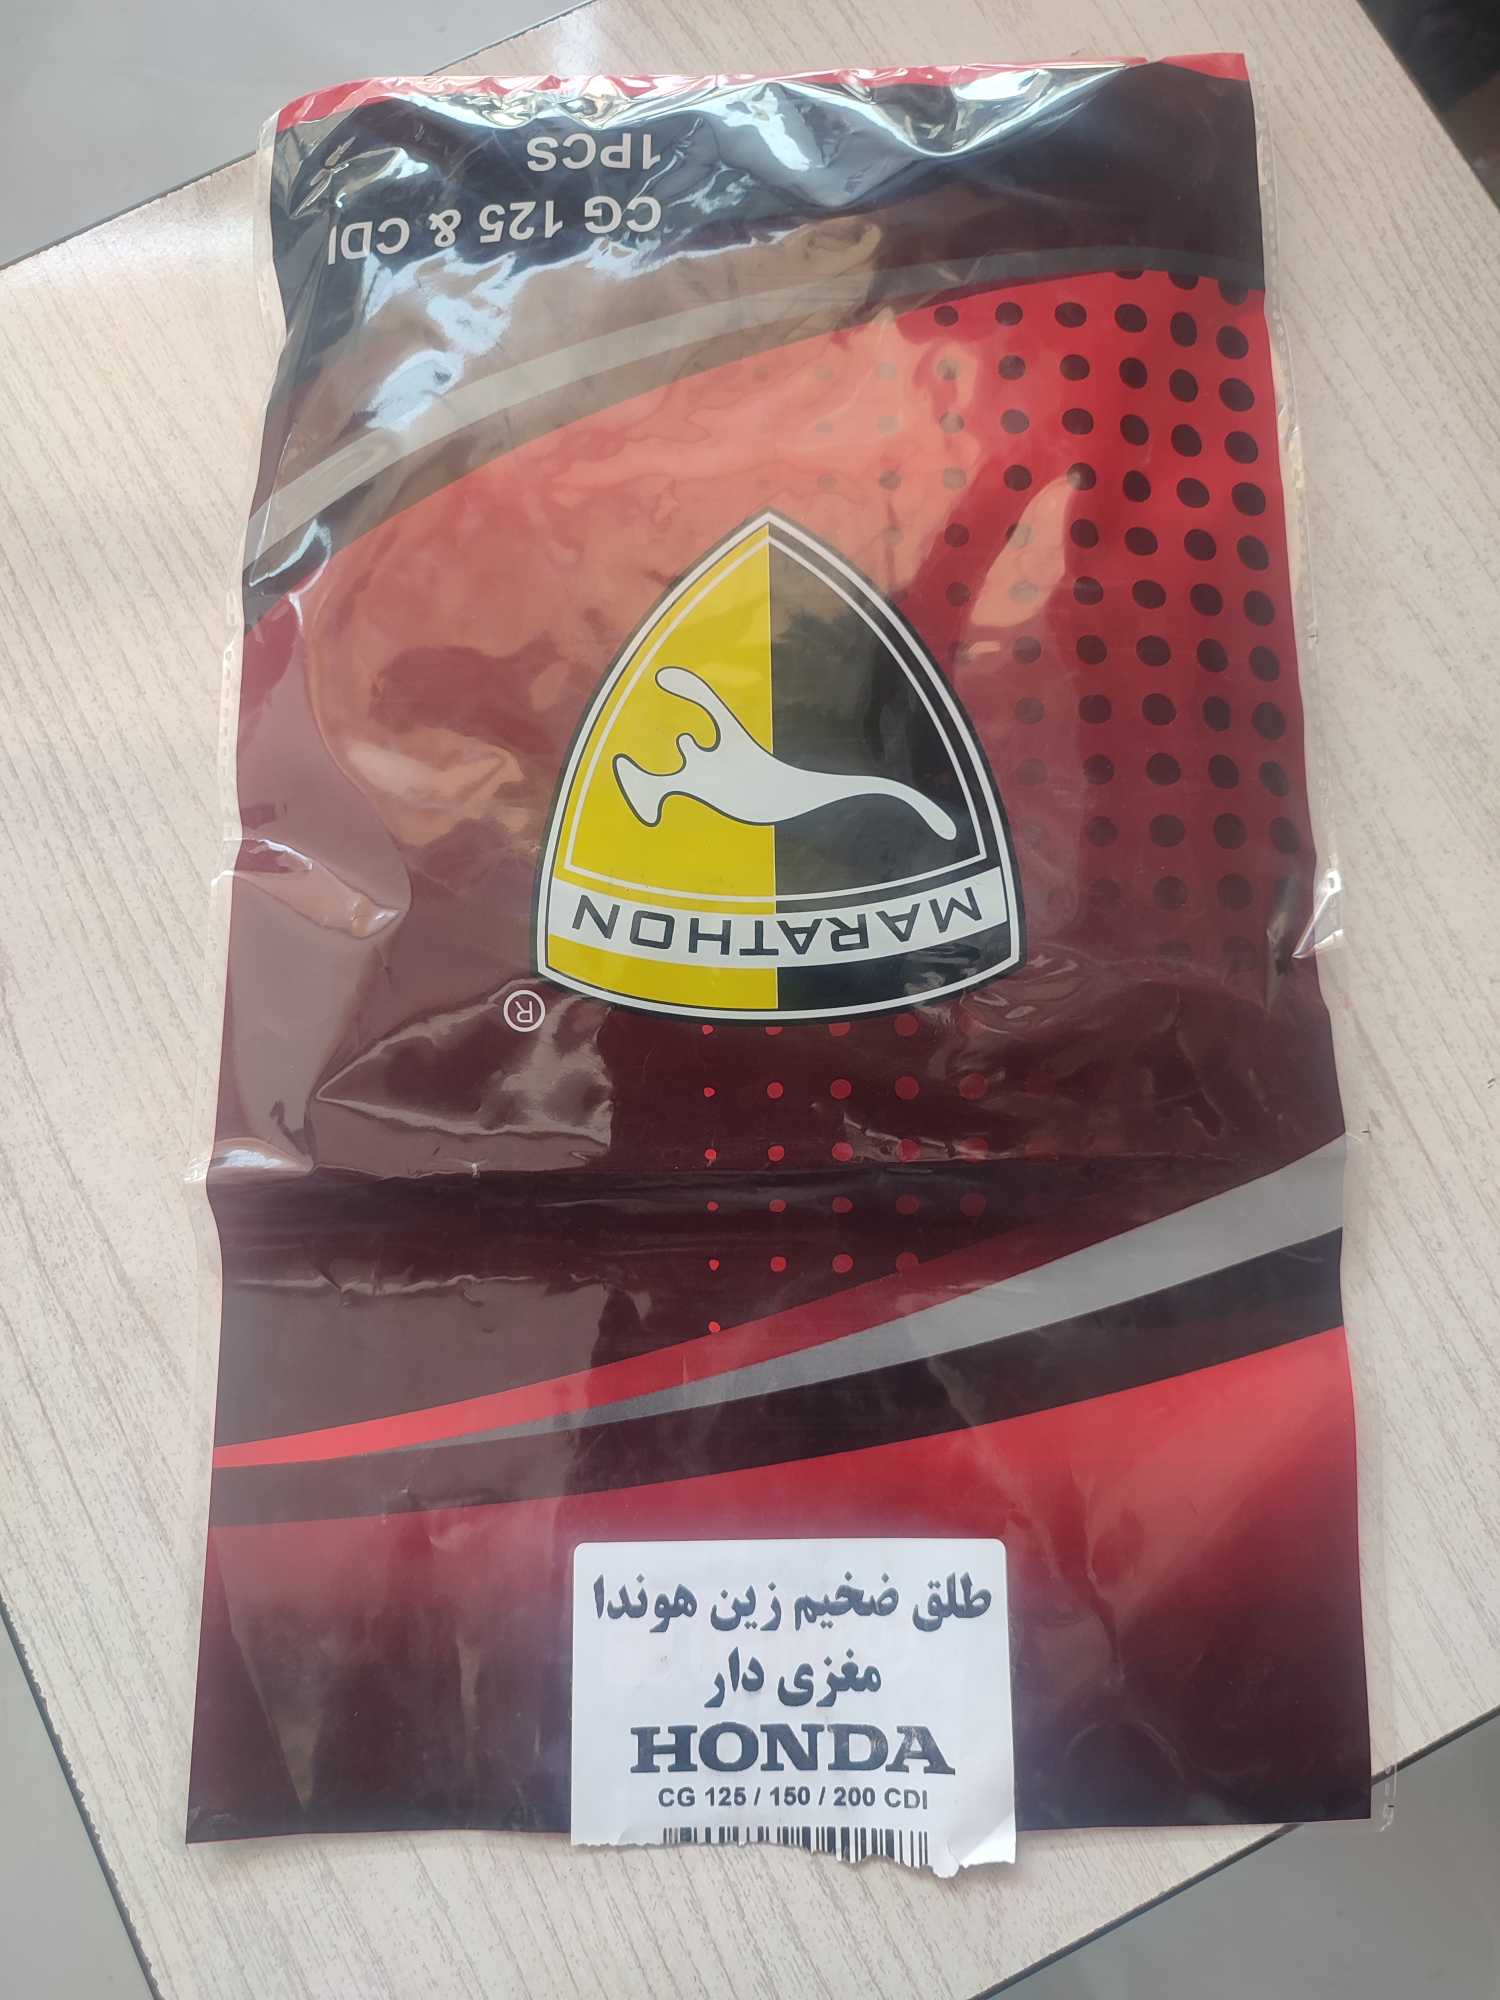 1PCS
CG 125 & CDI
MARATHON
®
طلق ضخیم زین هوندا
مغزی دار
HONDA
CG 125 / 150 / 200 CDI